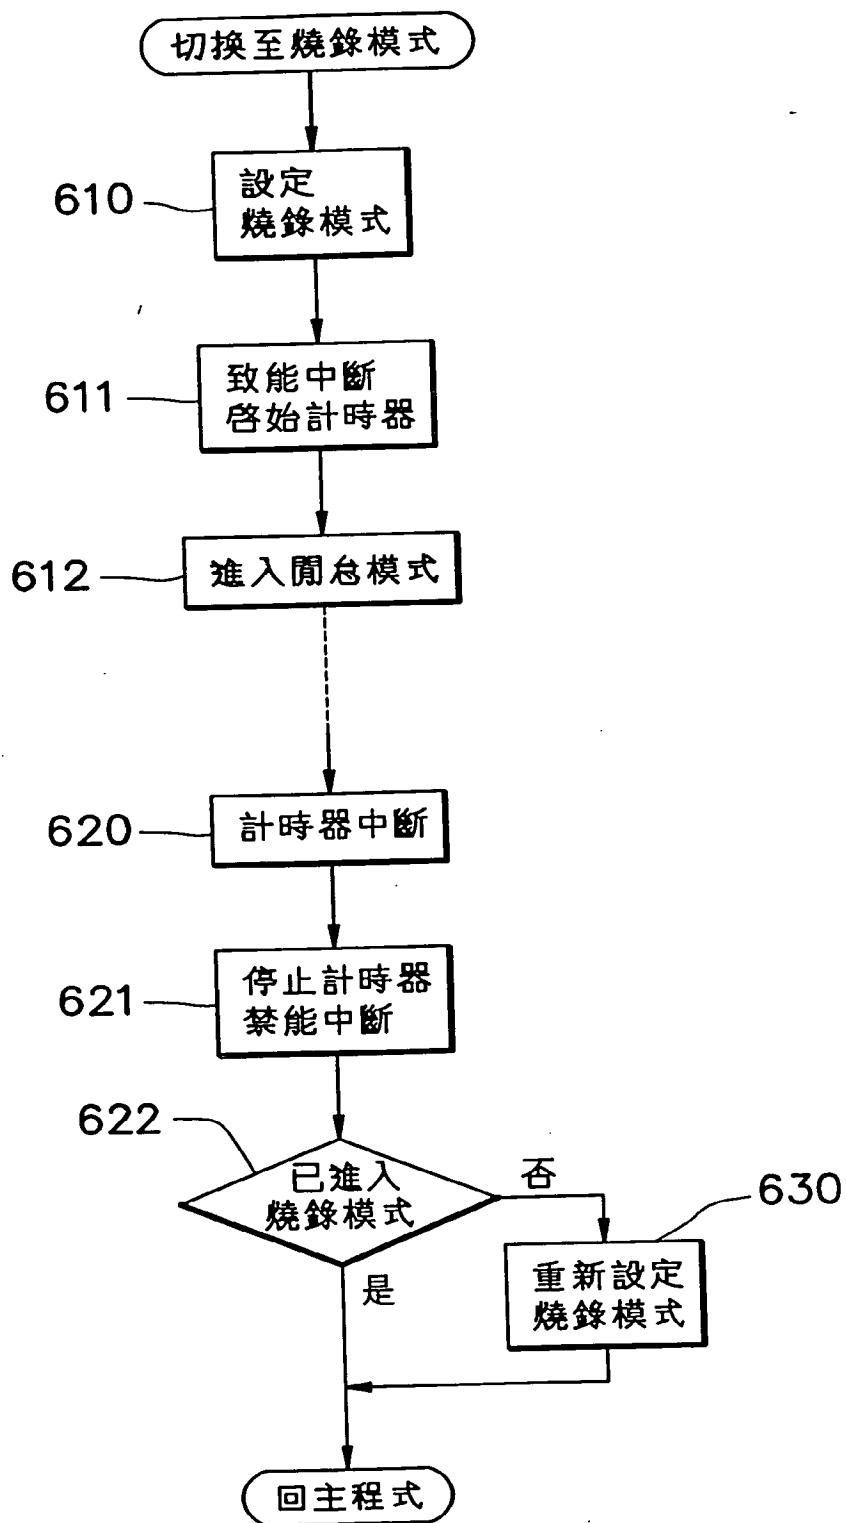 切換至燒錄模式
610
設定
燒錄模式
611
致能中斷
啓始計時器
612
進入閒怠模式
620
計時器中斷
621
停止計時器
禁能中斷
622
已進入
燒錄模式
否
630
重新設定
燒錄模式
是
回主程式